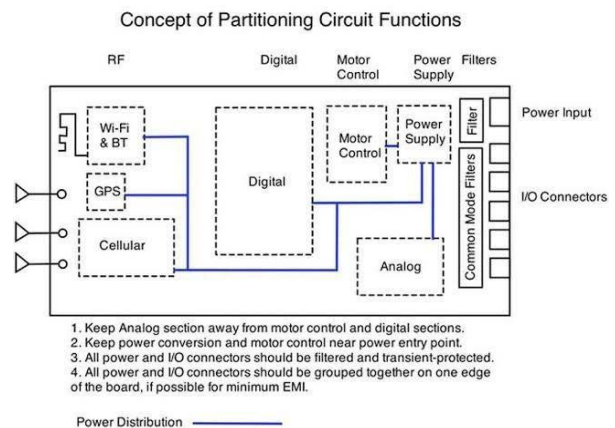 Concept of Partitioning Circuit Functions
RF
Digital
Motor
Control
Power
Supply
Filters
Wi-Fi
& BT
GPS
Cellular
Digital
Motor
Control
Power
Supply
Analog
Filter
Common Mode Filters
Power Input
I/O Connectors
1. Keep Analog section away from motor control and digital sections.
2. Keep power conversion and motor control near power entry point.
3. All power and I/O connectors should be filtered and transient-protected.
4. All power and I/O connectors should be grouped together on one edge
of the board, if possible for minimum EMI.
Power Distribution